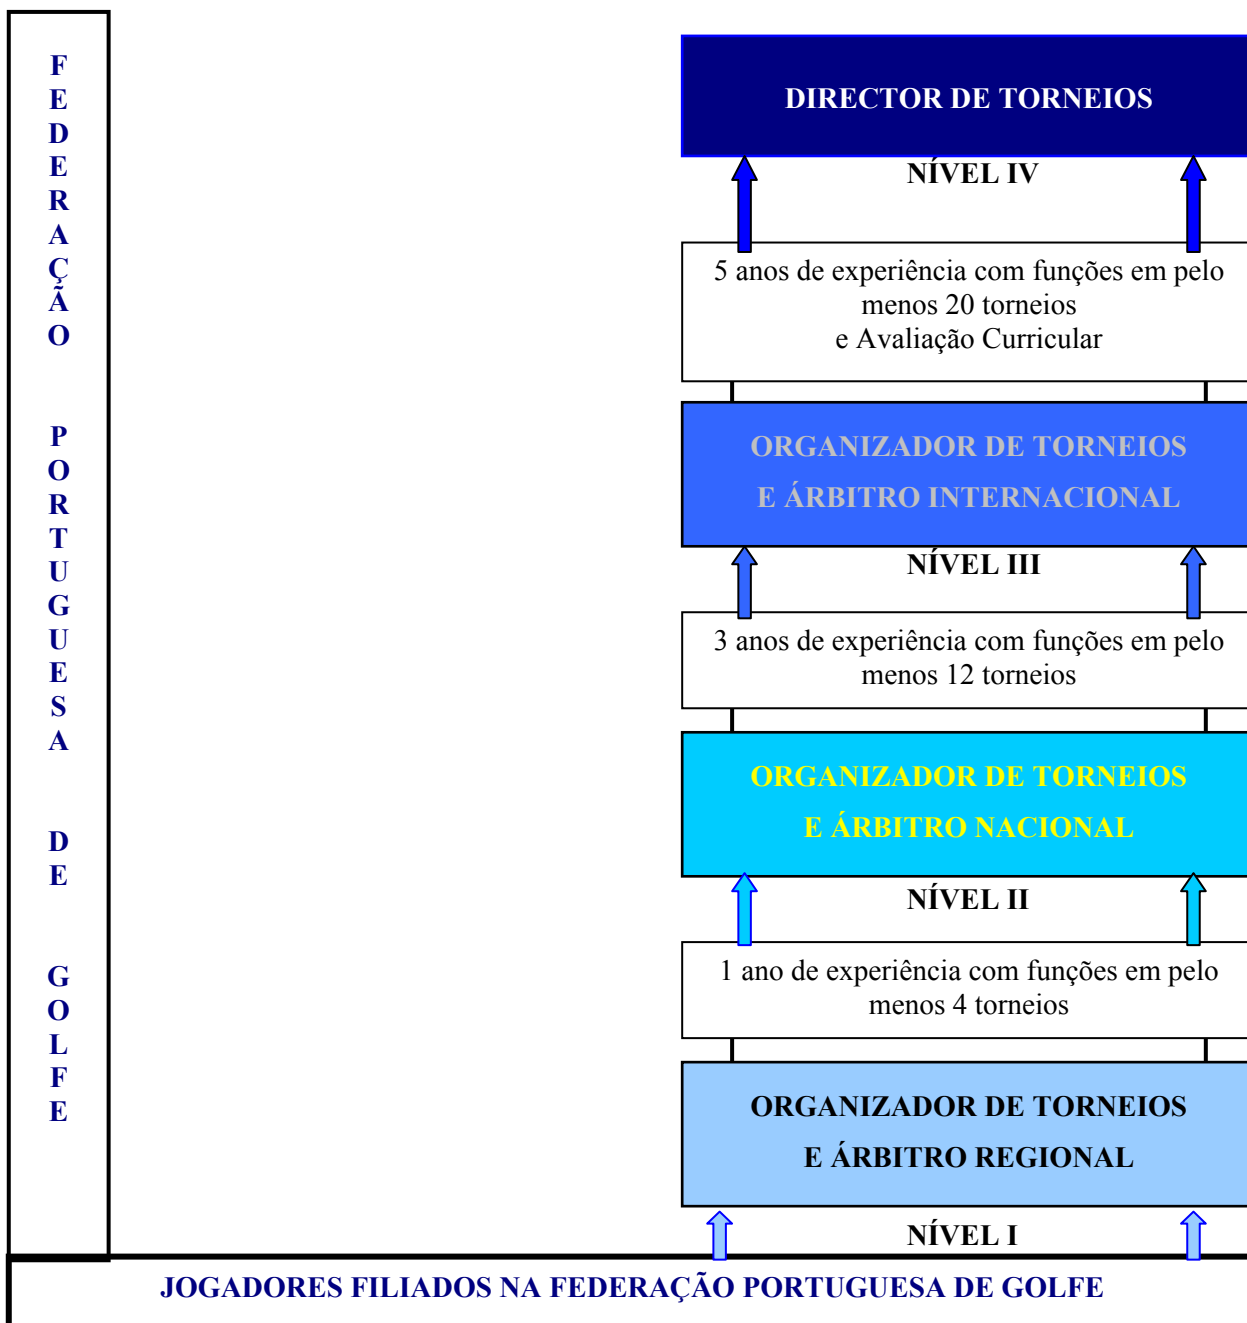 FEDERAÇÃO PORTUGUESA DE GOLFE
DIRECTOR DE TORNEIOS
NÍVEL IV
5 anos de experiência com funções em pelo
menos 20 torneios
e Avaliação Curricular
ORGANIZADOR DE TORNEIOS
E ÁRBITRO INTERNACIONAL
NÍVEL III
3 anos de experiência com funções em pelo
menos 12 torneios
ORGANIZADOR DE TORNEIOS
E ÁRBITRO NACIONAL
NÍVEL II
1 ano de experiência com funções em pelo
menos 4 torneios
ORGANIZADOR DE TORNEIOS
E ÁRBITRO REGIONAL
NÍVEL I
JOGADORES FILIADOS NA FEDERAÇÃO PORTUGUESA DE GOLFE